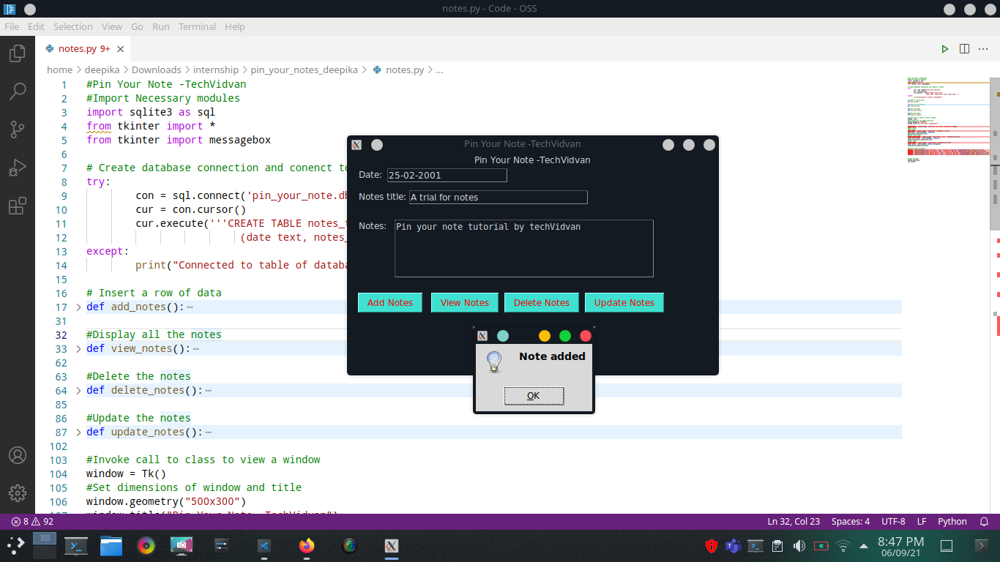 notes.py - Code - OSS
File Edit Selection View Go Run Terminal Help
notes.py 9+
home > deepika > Downloads > internship > pin_your_notes_deepika > notes.py > ...
1 #Pin Your Note -TechVidvan
2 #Import Necessary modules
3 import sqlite3 as sql
4 from tkinter import *
5 from tkinter import messagebox
6
7 # Create database connection and conenct to
8 try:
9 con = sql.connect('pin_your_note.db
10 cur = con.cursor()
11 cur.execute('''CREATE TABLE notes_
12 (date text, notes_
13 except:
14 print("Connected to table of databa
15
16 # Insert a row of data
17 def add_notes():
31
32 #Display all the notes
33 def view_notes():
62
63 #Delete the notes
64 def delete_notes():
85
86 #Update the notes
87 def update_notes():
102
103 #Invoke call to class to view a window
104 window = Tk()
105 #Set dimensions of window and title
106 window.geometry("500x300")
107 window.title("Pin Your Note -TechVidvan")
Pin Your Note -TechVidvan
Pin Your Note -TechVidvan
Date: 25-02-2001
Notes title: A trial for notes
Notes: Pin your note tutorial by techVidvan
Add Notes View Notes Delete Notes Update Notes
Note added
OK
8 92 Ln 32, Col 23 Spaces: 4 UTF-8 LF Python
8:47 PM
06/09/21